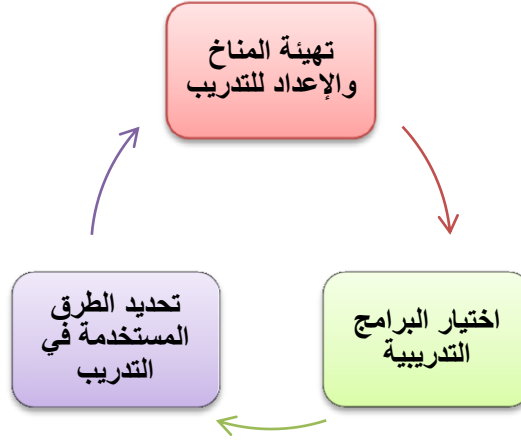 تهيئة المناخ
والإعداد للتدريب
اختيار البرامج
التدريبية
تحديد الطرق
المستخدمة في
التدريب